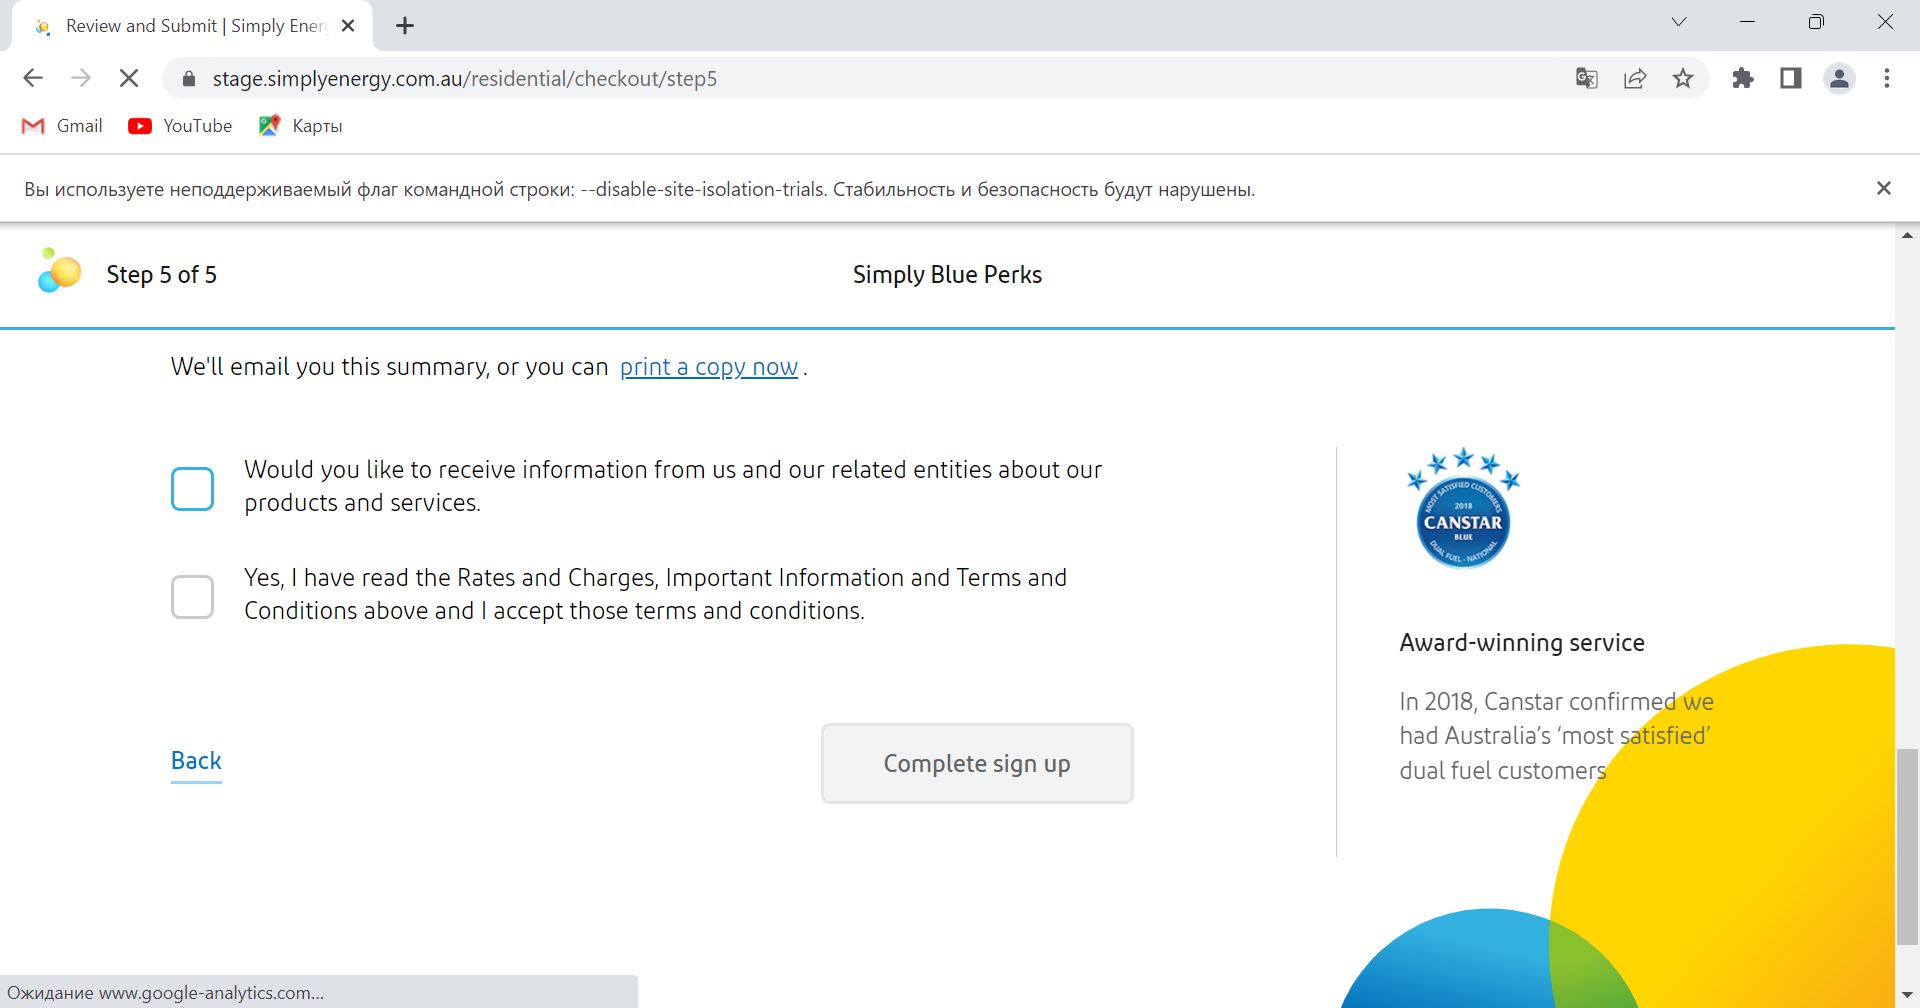 Review and Submit | Simply Ener
stage.simplyenergy.com.au/residential/checkout/step5
Gmail
YouTube
Карты
Вы используете неподдерживаемый флаг командной строки: --disable-site-isolation-trials. Стабильность и безопасность будут нарушены.
Step 5 of 5
Simply Blue Perks
We'll email you this summary, or you can print a copy now.
Would you like to receive information from us and our related entities about our
products and services.
Yes, I have read the Rates and Charges, Important Information and Terms and
Conditions above and I accept those terms and conditions.
Back
Complete sign up
MOST SATISFIED CUSTOMERS
2018
CANSTAR
BLUE
DUAL FUEL - NATIONAL
Award-winning service
In 2018, Canstar confirmed we
had Australia's ‘most satisfied’
dual fuel customers
Ожидание www.google-analytics.com...